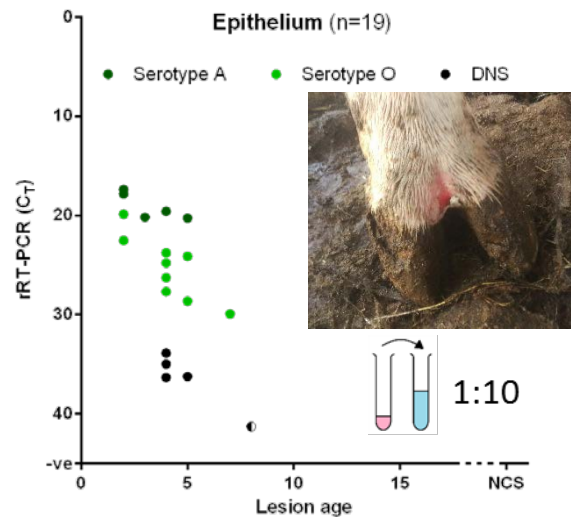 Epithelium (n=19)
Serotype A
Serotype O
DNS
rRT-PCR (CT)
0
10
20
30
40
-ve
1:10
0
5
10
15
NCS
Lesion age